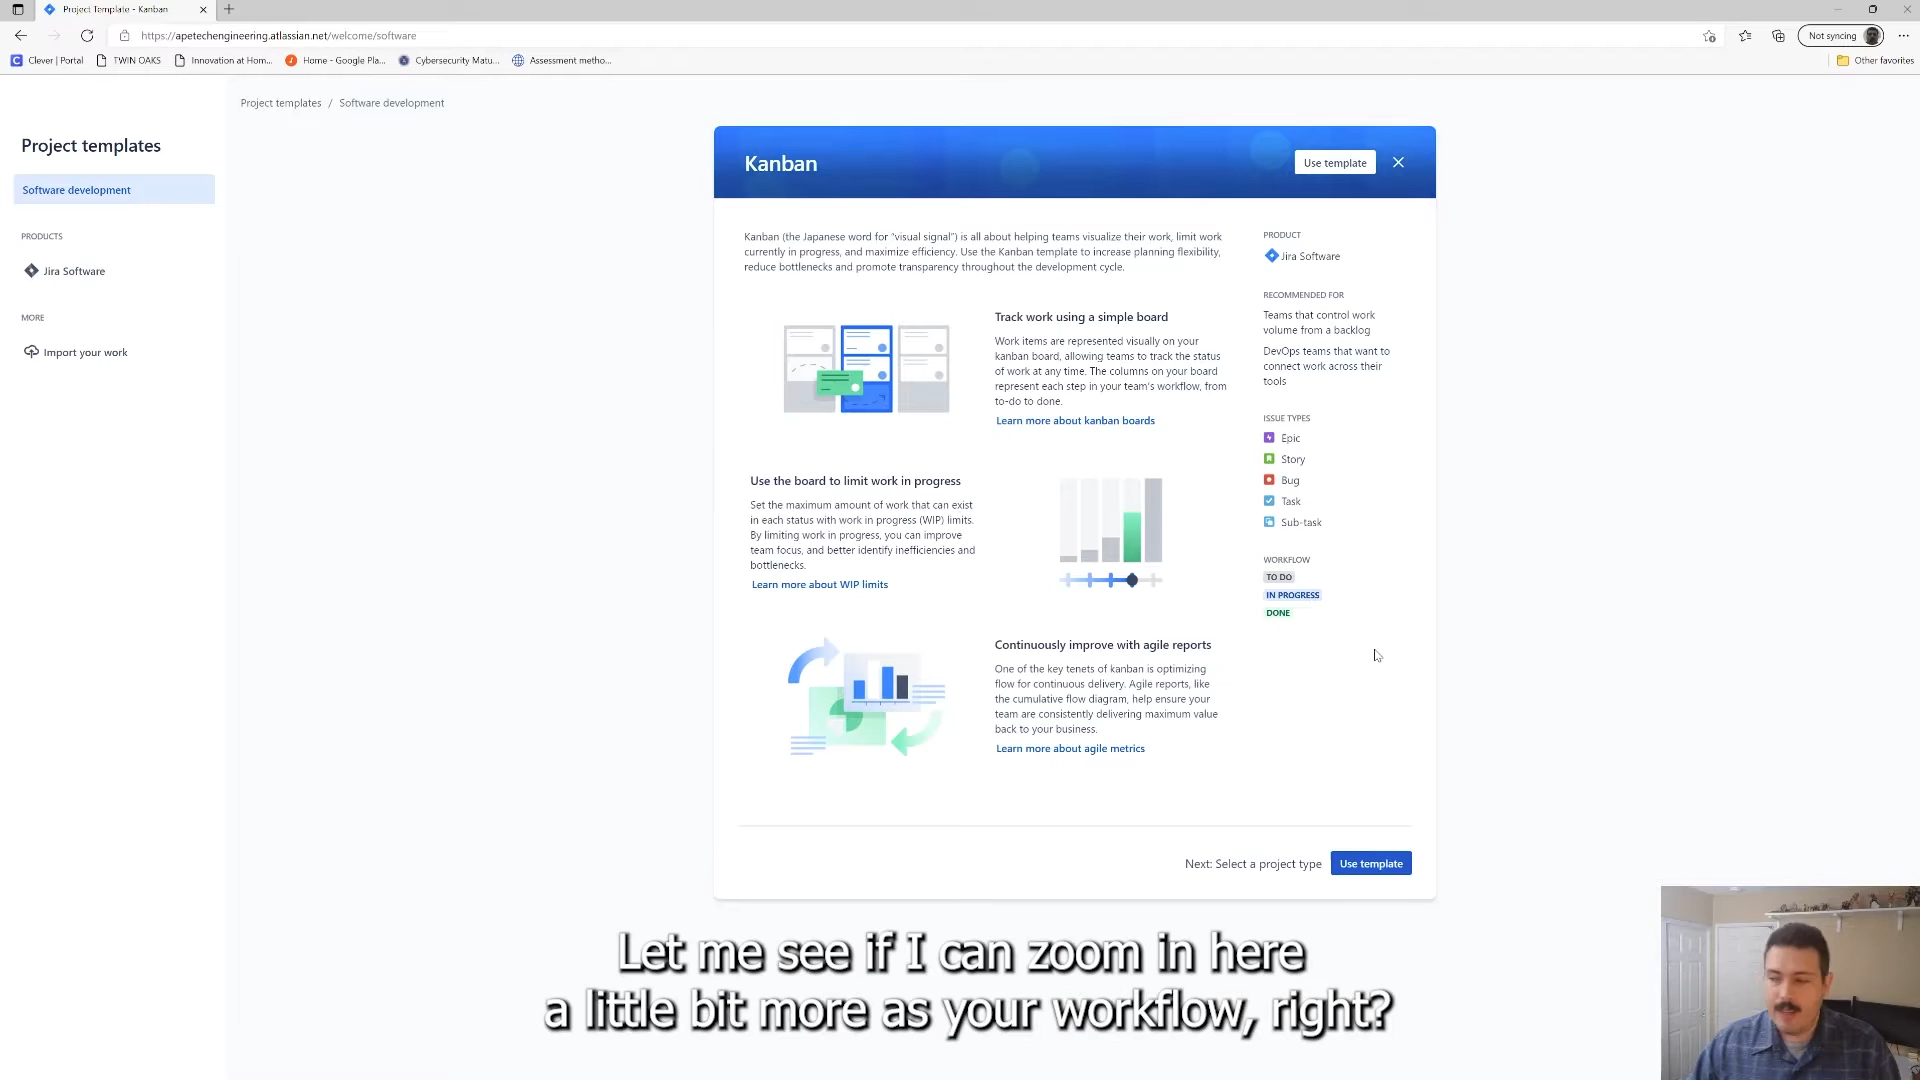 Project Template - Kanban
https://apetechengineering.atlassian.net/welcome/software
Not syncing
Clever | Portal
TWIN OAKS
Innovation at Hom...
Home - Google Pla...
Cybersecurity Matu...
Assessment metho...
Other favorites
Project templates / Software development
Project templates
Software development
PRODUCTS
Jira Software
MORE
Import your work
Kanban
Use template
Kanban (the Japanese word for "visual signal") is all about helping teams visualize their work, limit work
currently in progress, and maximize efficiency. Use the Kanban template to increase planning flexibility,
reduce bottlenecks and promote transparency throughout the development cycle.
Track work using a simple board
Work items are represented visually on your
kanban board, allowing teams to track the status
of work at any time. The columns on your board
represent each step in your team's workflow, from
to-do to done.
Learn more about kanban boards
Use the board to limit work in progress
Set the maximum amount of work that can exist
in each status with work in progress (WIP) limits.
By limiting work in progress, you can improve
team focus, and better identify inefficiencies and
bottlenecks.
Learn more about WIP limits
Continuously improve with agile reports
One of the key tenets of kanban is optimizing
flow for continuous delivery. Agile reports, like
the cumulative flow diagram, help ensure your
team are consistently delivering maximum value
back to your business.
Learn more about agile metrics
PRODUCT
Jira Software
RECOMMENDED FOR
Teams that control work
volume from a backlog
DevOps teams that want to
connect work across their
tools
ISSUE TYPES
Epic
Story
Bug
Task
Sub-task
WORKFLOW
TO DO
IN PROGRESS
DONE
Next: Select a project type
Use template
Let me see if I can zoom in here
a little bit more as your workflow, right?